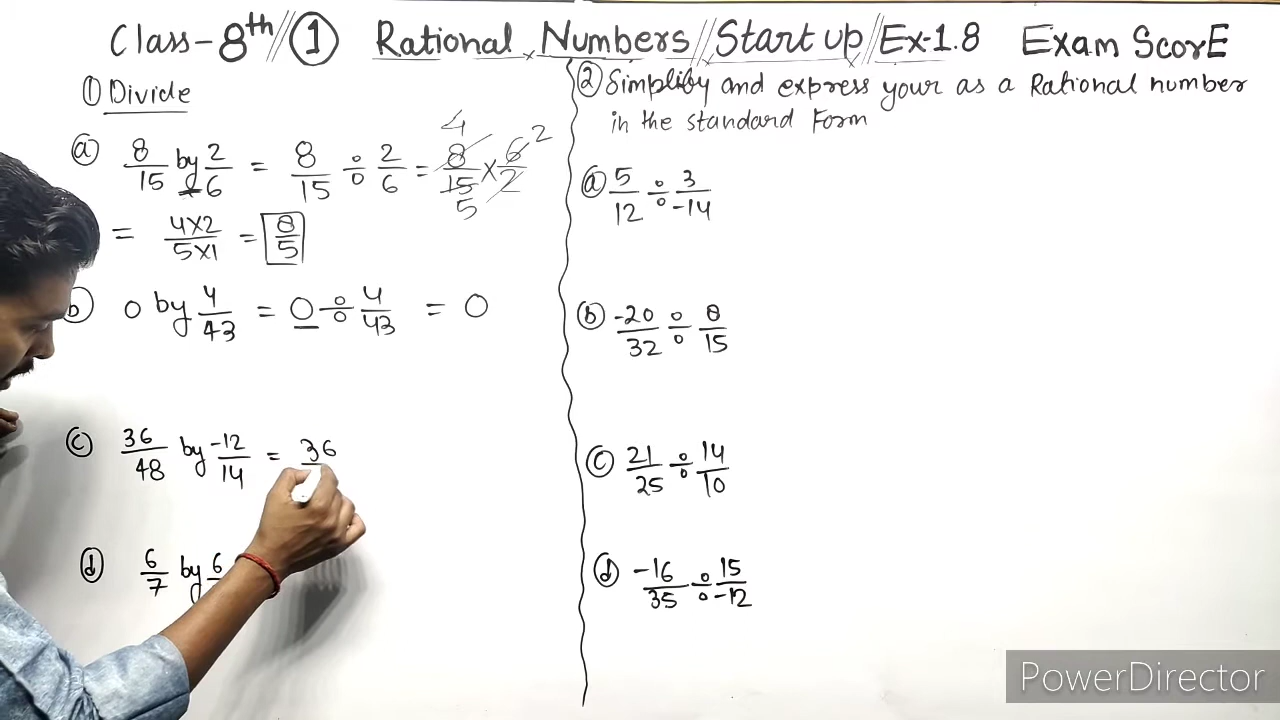 Class-8th // ① Rational Numbers // Start up // Ex-1.8 Exam ScorE
① Divide
ⓐ 8/15 by 2/6 = 8/15 ÷ 2/6 = 8/15 × 6/2 4 5 2
= 4×2/5×1 = 8/5
ⓑ 0 by 4/43 = 0 ÷ 4/43 = 0
ⓒ 36/48 by -12/14 = 36
ⓓ 6/7 by 6
② Simplify and express your as a Rational number
in the standard Form
ⓐ 5/12 ÷ 3/-14
ⓑ -20/32 ÷ 8/15
ⓒ 21/25 ÷ 14/10
ⓓ -16/35 ÷ 15/-12
PowerDirector